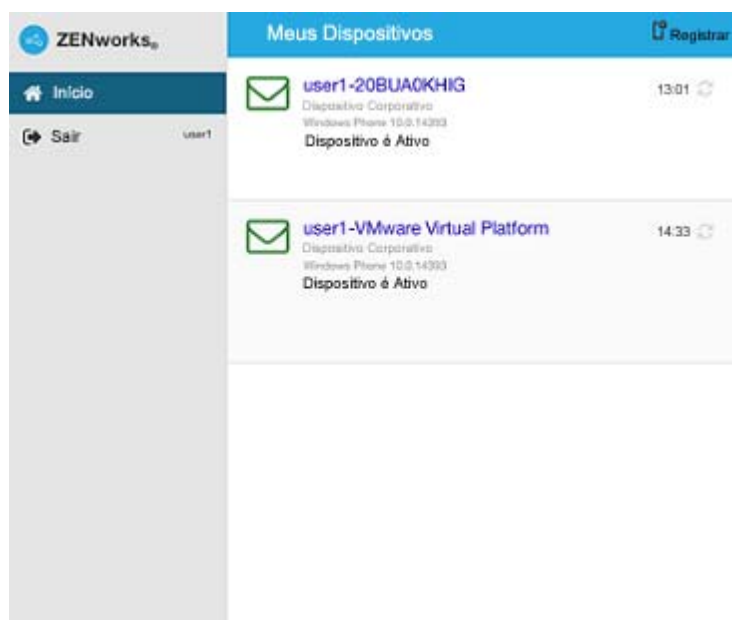 ZENworks®
Meus Dispositivos
Registrar
Início
Sair
user1
user1-20BUA0KHIG
13:01
Dispositivo Corporativo
Windows Phone 10.0.14393
Dispositivo é Ativo
user1-VMware Virtual Platform
14:33
Dispositivo Corporativo
Windows Phone 10.0.14393
Dispositivo é Ativo